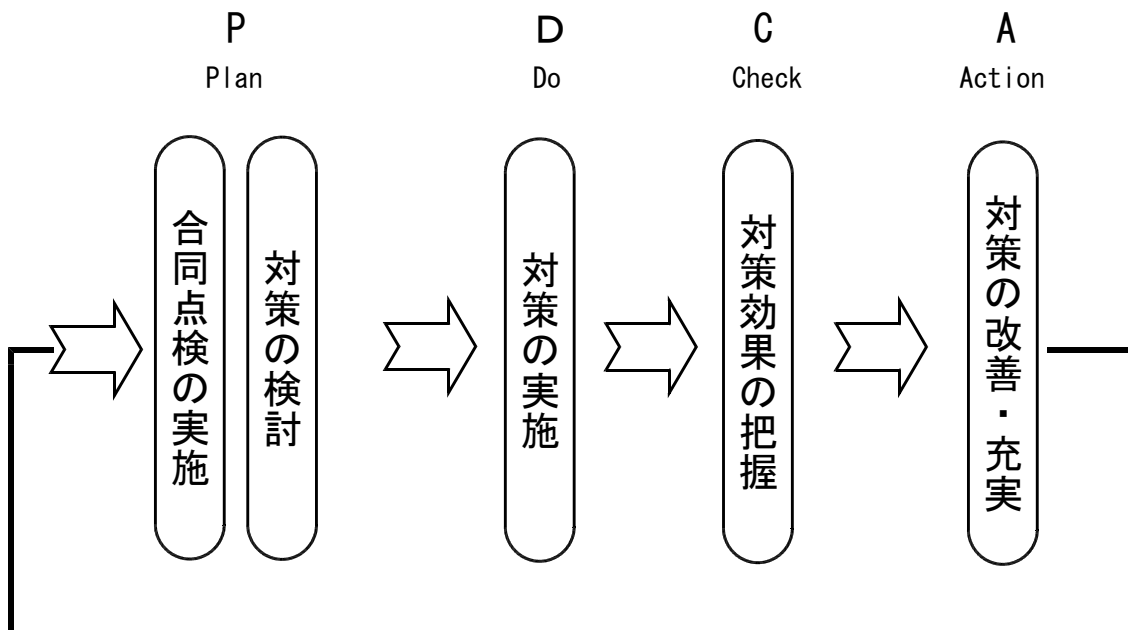 P
Plan
D
Do
C
Check
A
Action
合同点検の実施
対策の検討
対策の実施
対策効果の把握
対策の改善・充実